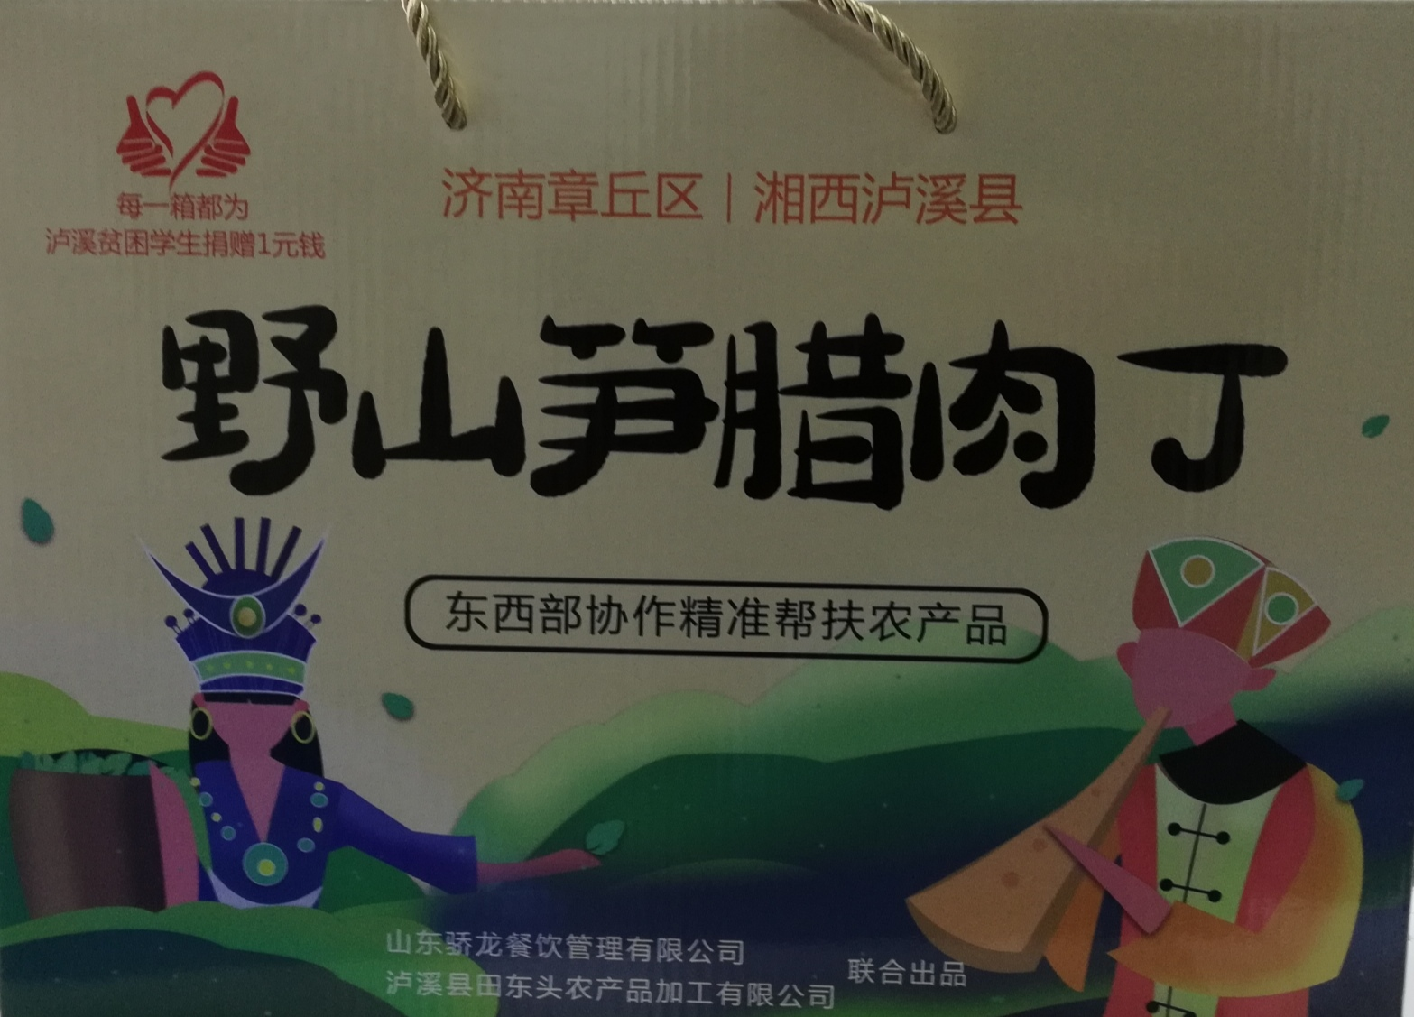 每一箱都为
泸溪贫困学生捐赠1元钱
济南章丘区｜湘西泸溪县
野山笋腊肉丁
东西部协作精准帮扶农产品
山东骄龙餐饮管理有限公司
泸溪县田东头农产品加工有限公司
联合出品